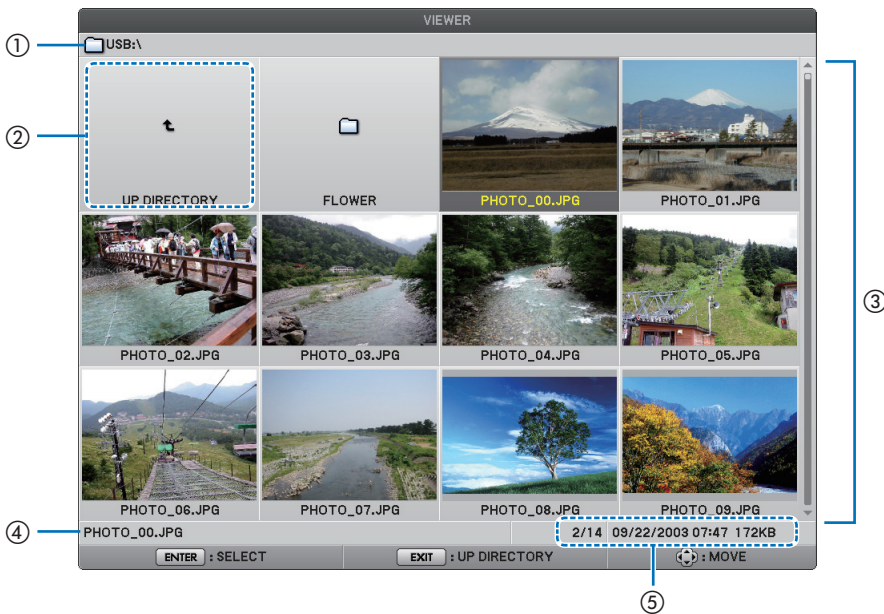 VIEWER
① USB:\
②
③
UP DIRECTORY FLOWER PHOTO_00.JPG PHOTO_01.JPG
PHOTO_02.JPG PHOTO_03.JPG PHOTO_04.JPG PHOTO_05.JPG
PHOTO_06.JPG PHOTO_07.JPG PHOTO_08.JPG PHOTO_09.JPG
④ PHOTO_00.JPG 2/14 09/22/2003 07:47 172KB
ENTER : SELECT EXIT : UP DIRECTORY : MOVE
⑤